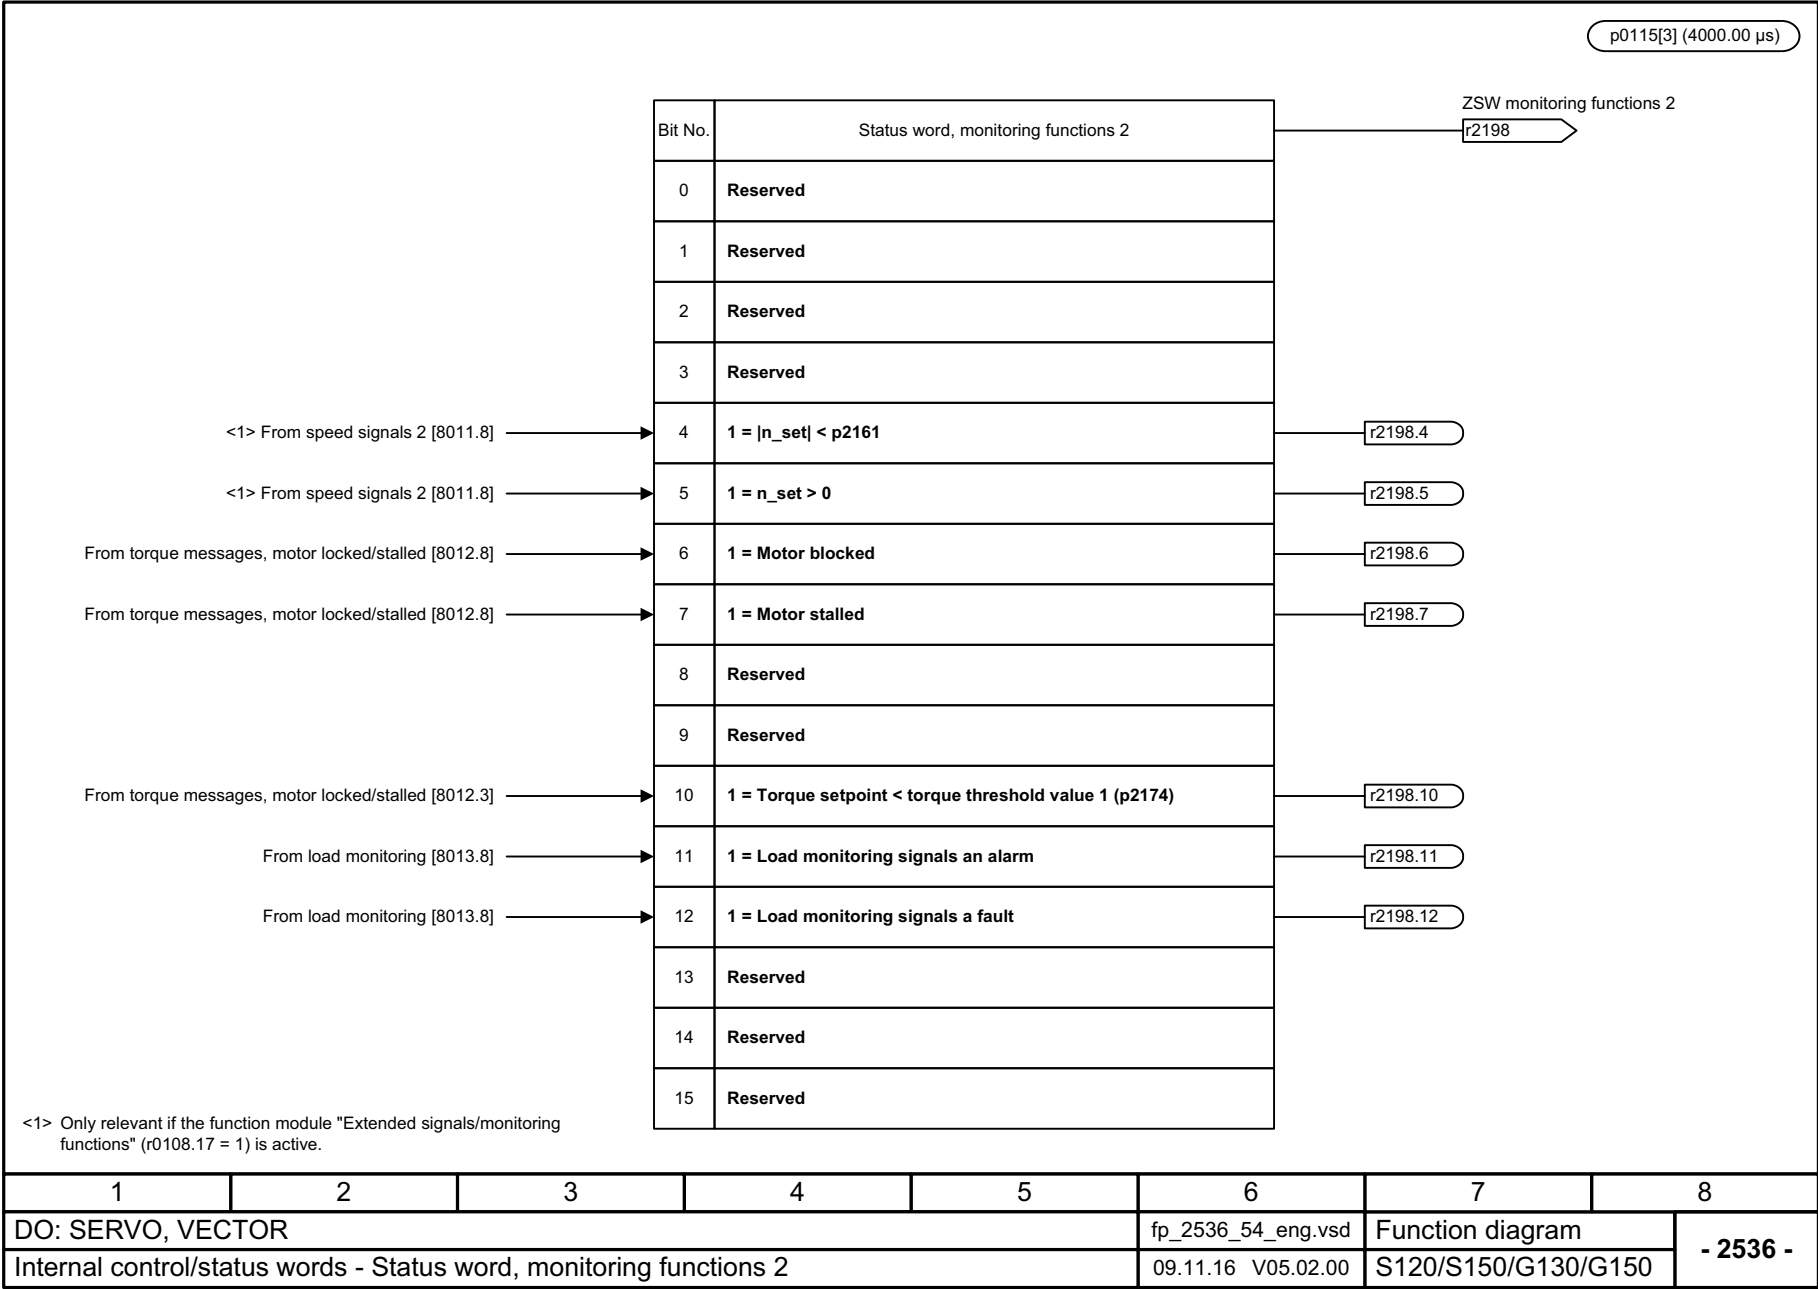 p0115[3] (4000.00 µs)
ZSW monitoring functions 2
Bit No. Status word, monitoring functions 2 r2198
0 Reserved
1 Reserved
2 Reserved
3 Reserved
<1> From speed signals 2 [8011.8] 4 1 = |n_set| < p2161 r2198.4
<1> From speed signals 2 [8011.8] 5 1 = n_set > 0 r2198.5
From torque messages, motor locked/stalled [8012.8] 6 1 = Motor blocked r2198.6
From torque messages, motor locked/stalled [8012.8] 7 1 = Motor stalled r2198.7
8 Reserved
9 Reserved
From torque messages, motor locked/stalled [8012.3] 10 1 = Torque setpoint < torque threshold value 1 (p2174) r2198.10
From load monitoring [8013.8] 11 1 = Load monitoring signals an alarm r2198.11
From load monitoring [8013.8] 12 1 = Load monitoring signals a fault r2198.12
13 Reserved
14 Reserved
15 Reserved
<1> Only relevant if the function module "Extended signals/monitoring
functions" (r0108.17 = 1) is active.
1 2 3 4 5 6 7 8
DO: SERVO, VECTOR fp_2536_54_eng.vsd Function diagram
- 2536 -
Internal control/status words - Status word, monitoring functions 2 09.11.16 V05.02.00 S120/S150/G130/G150